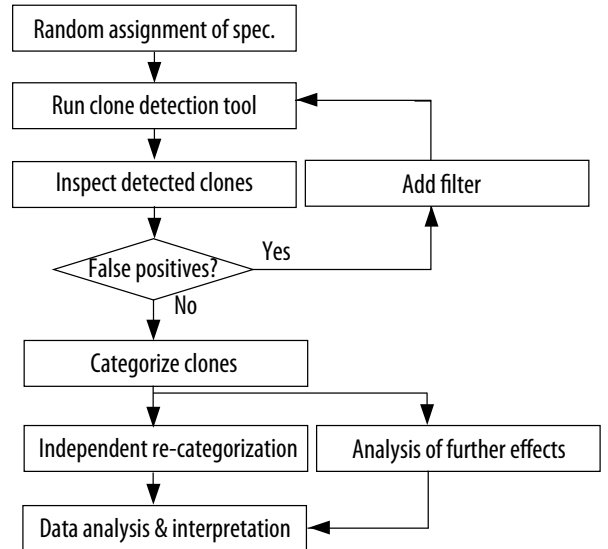 Random assignment of spec.
Run clone detection tool
Inspect detected clones
Add filter
False positives?
Yes
No
Categorize clones
Independent re-categorization
Analysis of further effects
Data analysis & interpretation